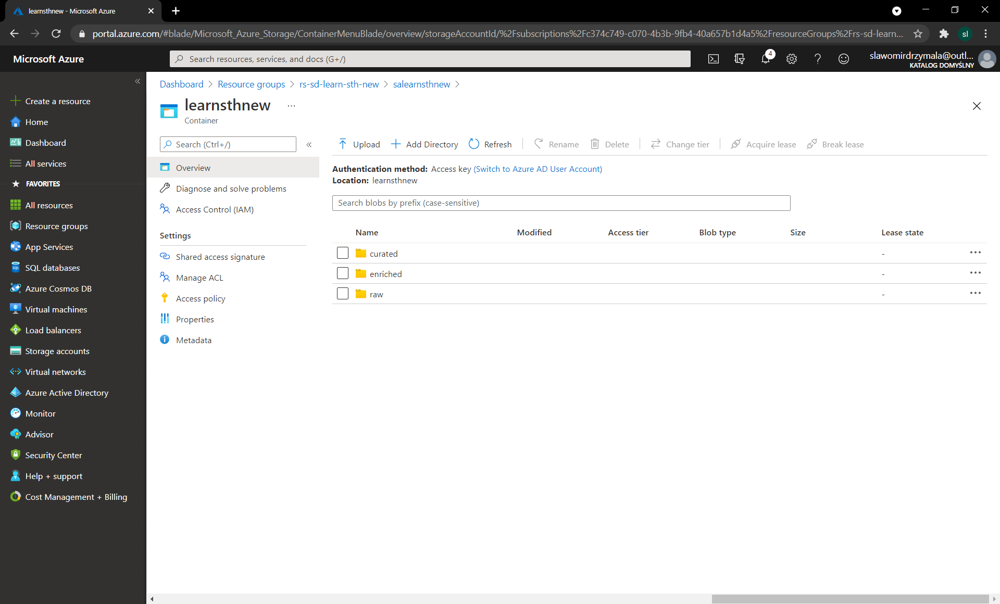 learnsthnew - Microsoft Azure
portal.azure.com/#blade/Microsoft_Azure_Storage/ContainerMenuBlade/overview/storageAccountId/%2Fsubscriptions%2Fc374c749-c070-4b3b-9fb4-40a657b1d4a5%2FresourceGroups%2Frs-sd-learn...
sl
Microsoft Azure
Search resources, services, and docs (G+/)
4
slawomirdrzymala@outl...
KATALOG DOMYŚLNY
Create a resource
Home
Dashboard
All services
FAVORITES
All resources
Resource groups
App Services
SQL
SQL databases
Azure Cosmos DB
Virtual machines
Load balancers
Storage accounts
Virtual networks
Azure Active Directory
Monitor
Advisor
Security Center
Help + support
Cost Management + Billing
Dashboard > Resource groups > rs-sd-learn-sth-new > salearnsthnew >
learnsthnew ...
Container
Search (Ctrl+/)
Overview
Diagnose and solve problems
Access Control (IAM)
Settings
Shared access signature
Manage ACL
Access policy
Properties
Metadata
Upload Add Directory Refresh Rename Delete Change tier Acquire lease Break lease
Authentication method: Access key (Switch to Azure AD User Account)
Location: learnsthnew
Search blobs by prefix (case-sensitive)
Name Modified Access tier Blob type Size Lease state
curated -
enriched -
raw -